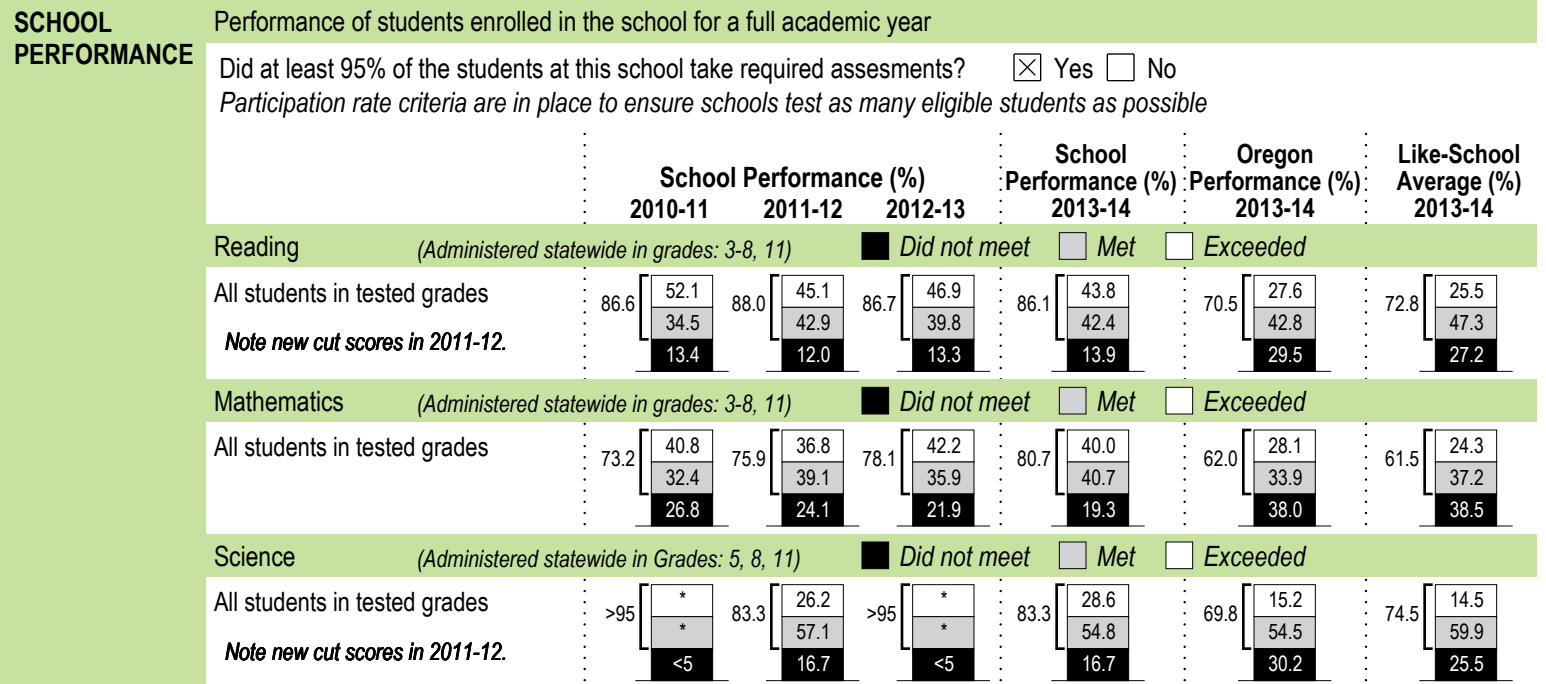 SCHOOL
PERFORMANCE
Performance of students enrolled in the school for a full academic year
Did at least 95% of the students at this school take required assesments? ☒ Yes ☐ No
Participation rate criteria are in place to ensure schools test as many eligible students as possible
School Performance (%)
2010-11 2011-12 2012-13
School
Performance (%)
2013-14
Oregon
Performance (%)
2013-14
Like-School
Average (%)
2013-14
Reading (Administered statewide in grades: 3-8, 11) Did not meet Met Exceeded
All students in tested grades
Note new cut scores in 2011-12.
86.6 52.1 88.0 45.1 86.7 46.9 86.1 43.8 70.5 27.6 72.8 25.5
34.5 42.9 39.8 42.4 42.8 47.3
13.4 12.0 13.3 13.9 29.5 27.2
Mathematics (Administered statewide in grades: 3-8, 11) Did not meet Met Exceeded
All students in tested grades
73.2 40.8 75.9 36.8 78.1 42.2 80.7 40.0 62.0 28.1 61.5 24.3
32.4 39.1 35.9 40.7 33.9 37.2
26.8 24.1 21.9 19.3 38.0 38.5
Science (Administered statewide in Grades: 5, 8, 11) Did not meet Met Exceeded
All students in tested grades
Note new cut scores in 2011-12.
>95 * 83.3 26.2 >95 * 83.3 28.6 69.8 15.2 74.5 14.5
* 57.1 * 54.8 54.5 59.9
<5 16.7 <5 16.7 30.2 25.5